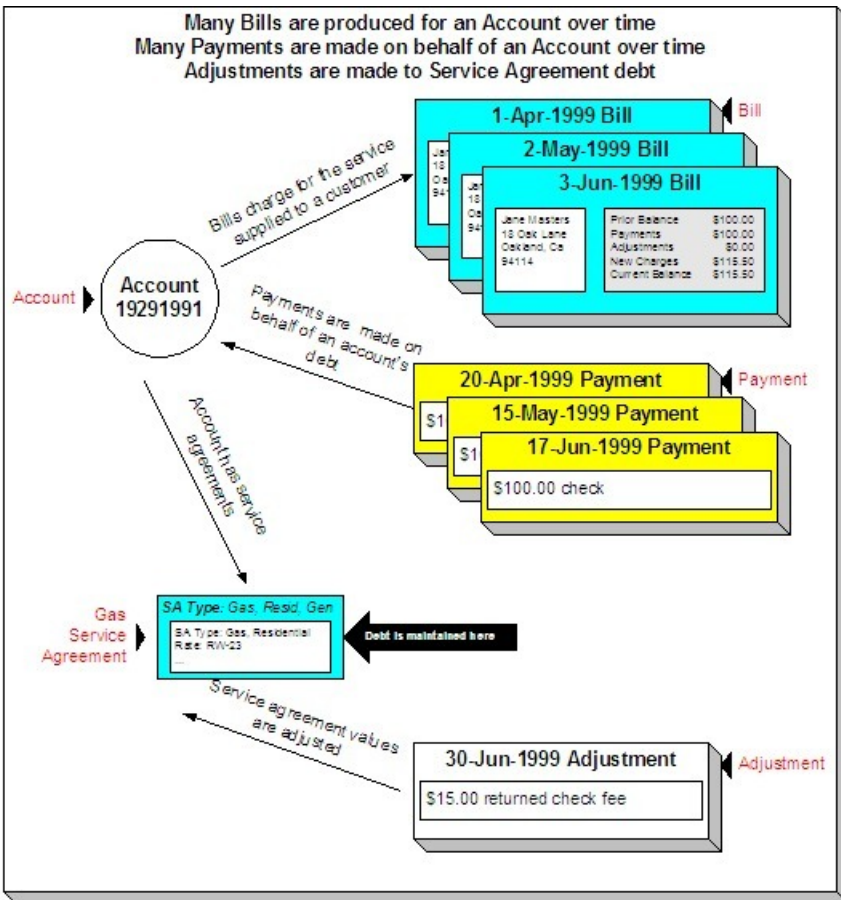 Many Bills are produced for an Account over time
Many Payments are made on behalf of an Account over time
Adjustments are made to Service Agreement debt
1-Apr-1999 Bill
Bill
2-May-1999 Bill
3-Jun-1999 Bill
Jane Masters
18 Oak Lane
Oakland, Ca
94114
Prior Balance $100.00
Payments $100.00
Adjustments $0.00
New Charges $115.50
Current Balance $115.50
Bills charge for the service
supplied to a customer
Account
Account
19291991
Payments are made on
behalf of an account's
debt
20-Apr-1999 Payment
Payment
15-May-1999 Payment
17-Jun-1999 Payment
$100.00 check
Account has service
agreements
Gas
Service
Agreement
SA Type: Gas, Resid, Gen
SA Type: Gas, Residential
Rate: RW-23
...
Debt is maintained here
Service agreement values
are adjusted
30-Jun-1999 Adjustment
Adjustment
$15.00 returned check fee